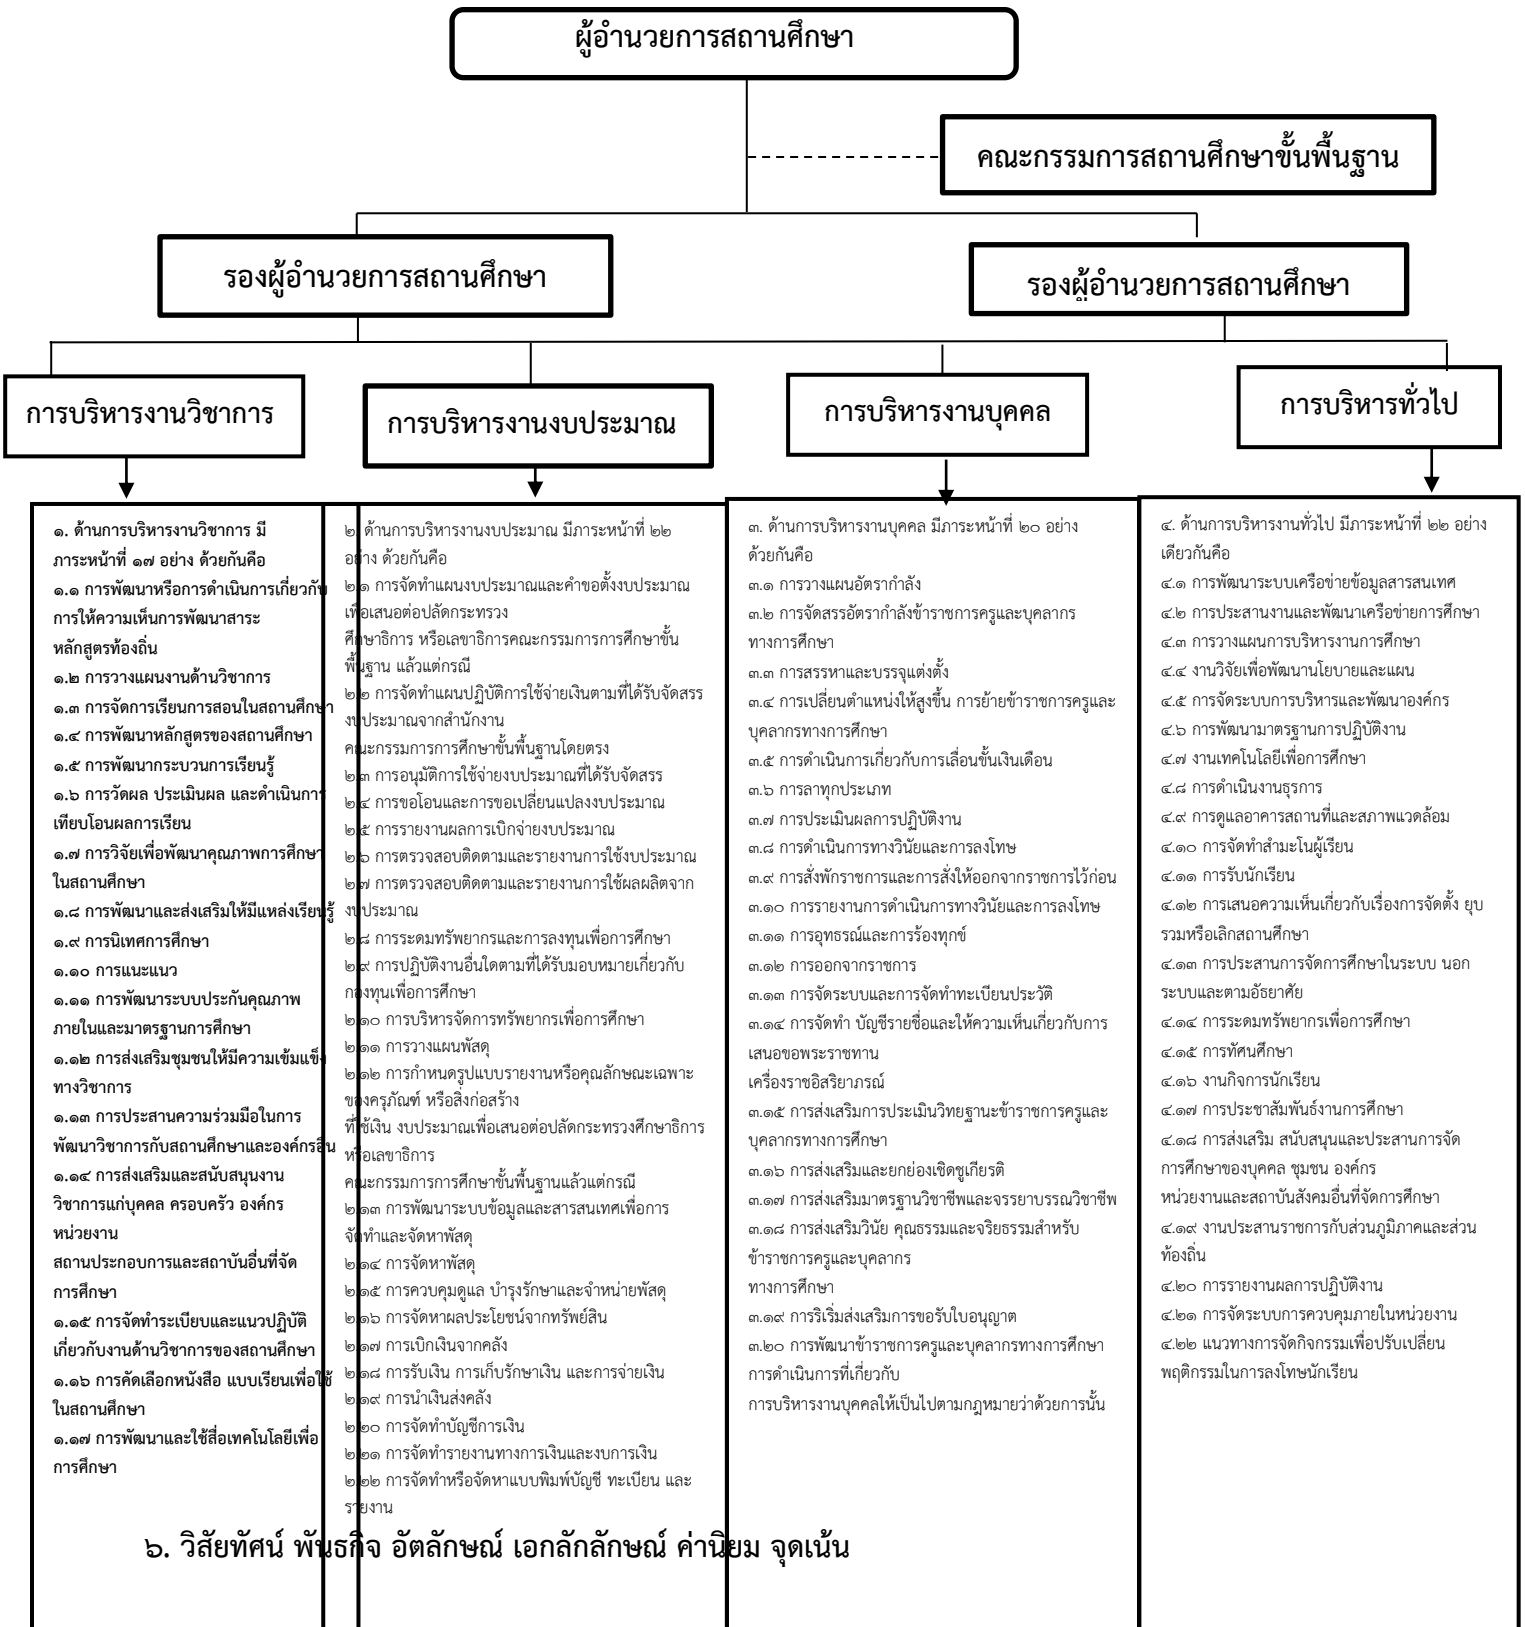 ผู้อำนวยการสถานศึกษา
คณะกรรมการสถานศึกษาขั้นพื้นฐาน
รองผู้อำนวยการสถานศึกษา
รองผู้อำนวยการสถานศึกษา
การบริหารงานวิชาการ
การบริหารงานงบประมาณ
การบริหารงานบุคคล
การบริหารทั่วไป
๑. ด้านการบริหารงานวิชาการ มี
ภาระหน้าที่ ๑๗ อย่าง ด้วยกันคือ
๑.๑ การพัฒนาหรือการดำเนินการเกี่ยวกับ
การให้ความเห็นการพัฒนาสาระ
หลักสูตรท้องถิ่น
๑.๒ การวางแผนงานด้านวิชาการ
๑.๓ การจัดการเรียนการสอนในสถานศึกษา
๑.๔ การพัฒนาหลักสูตรของสถานศึกษา
๑.๕ การพัฒนากระบวนการเรียนรู้
๑.๖ การวัดผล ประเมินผล และดำเนินการ
เทียบโอนผลการเรียน
๑.๗ การวิจัยเพื่อพัฒนาคุณภาพการศึกษา
ในสถานศึกษา
๑.๘ การพัฒนาและส่งเสริมให้มีแหล่งเรียนรู้
๑.๙ การนิเทศการศึกษา
๑.๑๐ การแนะแนว
๑.๑๑ การพัฒนาระบบประกันคุณภาพ
ภายในและมาตรฐานการศึกษา
๑.๑๒ การส่งเสริมชุมชนให้มีความเข้มแข็ง
ทางวิชาการ
๑.๑๓ การประสานความร่วมมือในการ
พัฒนาวิชาการกับสถานศึกษาและองค์กรอื่น
๑.๑๔ การส่งเสริมและสนับสนุนงาน
วิชาการแก่บุคคล ครอบครัว องค์กร
หน่วยงาน
สถานประกอบการและสถาบันอื่นที่จัด
การศึกษา
๑.๑๕ การจัดทำระเบียบและแนวปฏิบัติ
เกี่ยวกับงานด้านวิชาการของสถานศึกษา
๑.๑๖ การคัดเลือกหนังสือ แบบเรียนเพื่อใช้
ในสถานศึกษา
๑.๑๗ การพัฒนาและใช้สื่อเทคโนโลยีเพื่อ
การศึกษา
๒. ด้านการบริหารงานงบประมาณ มีภาระหน้าที่ ๒๒
อย่าง ด้วยกันคือ
๒.๑ การจัดทำแผนงบประมาณและคำขอตั้งงบประมาณ
เพื่อเสนอต่อปลัดกระทรวง
ศึกษาธิการ หรือเลขาธิการคณะกรรมการการศึกษาขั้น
พื้นฐาน แล้วแต่กรณี
๒.๒ การจัดทำแผนปฏิบัติการใช้จ่ายเงินตามที่ได้รับจัดสรร
งบประมาณจากสำนักงาน
คณะกรรมการการศึกษาขั้นพื้นฐานโดยตรง
๒.๓ การอนุมัติการใช้จ่ายงบประมาณที่ได้รับจัดสรร
๒.๔ การขอโอนและการขอเปลี่ยนแปลงงบประมาณ
๒.๕ การรายงานผลการเบิกจ่ายงบประมาณ
๒.๖ การตรวจสอบติดตามและรายงานการใช้งบประมาณ
๒.๗ การตรวจสอบติดตามและรายงานการใช้ผลผลิตจาก
งบประมาณ
๒.๘ การระดมทรัพยากรและการลงทุนเพื่อการศึกษา
๒.๙ การปฏิบัติงานอื่นใดตามที่ได้รับมอบหมายเกี่ยวกับ
กองทุนเพื่อการศึกษา
๒.๑๐ การบริหารจัดการทรัพยากรเพื่อการศึกษา
๒.๑๑ การวางแผนพัสดุ
๒.๑๒ การกำหนดรูปแบบรายงานหรือคุณลักษณะเฉพาะ
ของครุภัณฑ์ หรือสิ่งก่อสร้าง
ที่ใช้เงิน งบประมาณเพื่อเสนอต่อปลัดกระทรวงศึกษาธิการ
หรือเลขาธิการ
คณะกรรมการการศึกษาขั้นพื้นฐานแล้วแต่กรณี
๒.๑๓ การพัฒนาระบบข้อมูลและสารสนเทศเพื่อการ
จัดทำและจัดหาพัสดุ
๒.๑๔ การจัดหาพัสดุ
๒.๑๕ การควบคุมดูแล บำรุงรักษาและจำหน่ายพัสดุ
๒.๑๖ การจัดหาผลประโยชน์จากทรัพย์สิน
๒.๑๗ การเบิกเงินจากคลัง
๒.๑๘ การรับเงิน การเก็บรักษาเงิน และการจ่ายเงิน
๒.๑๙ การนำเงินส่งคลัง
๒.๒๐ การจัดทำบัญชีการเงิน
๒.๒๑ การจัดทำรายงานทางการเงินและงบการเงิน
๒.๒๒ การจัดทำหรือจัดหาแบบพิมพ์บัญชี ทะเบียน และ
รายงาน
๓. ด้านการบริหารงานบุคคล มีภาระหน้าที่ ๒๐ อย่าง
ด้วยกันคือ
๓.๑ การวางแผนอัตรากำลัง
๓.๒ การจัดสรรอัตรากำลังข้าราชการครูและบุคลากร
ทางการศึกษา
๓.๓ การสรรหาและบรรจุแต่งตั้ง
๓.๔ การเปลี่ยนตำแหน่งให้สูงขึ้น การย้ายข้าราชการครูและ
บุคลากรทางการศึกษา
๓.๕ การดำเนินการเกี่ยวกับการเลื่อนขั้นเงินเดือน
๓.๖ การลาทุกประเภท
๓.๗ การประเมินผลการปฏิบัติงาน
๓.๘ การดำเนินการทางวินัยและการลงโทษ
๓.๙ การสั่งพักราชการและการสั่งให้ออกจากราชการไว้ก่อน
๓.๑๐ การรายงานการดำเนินการทางวินัยและการลงโทษ
๓.๑๑ การอุทธรณ์และการร้องทุกข์
๓.๑๒ การออกจากราชการ
๓.๑๓ การจัดระบบและการจัดทำทะเบียนประวัติ
๓.๑๔ การจัดทำ บัญชีรายชื่อและให้ความเห็นเกี่ยวกับการ
เสนอขอพระราชทาน
เครื่องราชอิสริยาภรณ์
๓.๑๕ การส่งเสริมการประเมินวิทยฐานะข้าราชการครูและ
บุคลากรทางการศึกษา
๓.๑๖ การส่งเสริมและยกย่องเชิดชูเกียรติ
๓.๑๗ การส่งเสริมมาตรฐานวิชาชีพและจรรยาบรรณวิชาชีพ
๓.๑๘ การส่งเสริมวินัย คุณธรรมและจริยธรรมสำหรับ
ข้าราชการครูและบุคลากร
ทางการศึกษา
๓.๑๙ การริเริ่มส่งเสริมการขอรับใบอนุญาต
๓.๒๐ การพัฒนาข้าราชการครูและบุคลากรทางการศึกษา
การดำเนินการที่เกี่ยวกับ
การบริหารงานบุคคลให้เป็นไปตามกฎหมายว่าด้วยการนั้น
๔. ด้านการบริหารงานทั่วไป มีภาระหน้าที่ ๒๒ อย่าง
เดียวกันคือ
๔.๑ การพัฒนาระบบเครือข่ายข้อมูลสารสนเทศ
๔.๒ การประสานงานและพัฒนาเครือข่ายการศึกษา
๔.๓ การวางแผนการบริหารงานการศึกษา
๔.๔ งานวิจัยเพื่อพัฒนานโยบายและแผน
๔.๕ การจัดระบบการบริหารและพัฒนาองค์กร
๔.๖ การพัฒนามาตรฐานการปฏิบัติงาน
๔.๗ งานเทคโนโลยีเพื่อการศึกษา
๔.๘ การดำเนินงานธุรการ
๔.๙ การดูแลอาคารสถานที่และสภาพแวดล้อม
๔.๑๐ การจัดทำสำมะโนผู้เรียน
๔.๑๑ การรับนักเรียน
๔.๑๒ การเสนอความเห็นเกี่ยวกับเรื่องการจัดตั้ง ยุบ
รวมหรือเลิกสถานศึกษา
๔.๑๓ การประสานการจัดการศึกษาในระบบ นอก
ระบบและตามอัธยาศัย
๔.๑๔ การระดมทรัพยากรเพื่อการศึกษา
๔.๑๕ การทัศนศึกษา
๔.๑๖ งานกิจการนักเรียน
๔.๑๗ การประชาสัมพันธ์งานการศึกษา
๔.๑๘ การส่งเสริม สนับสนุนและประสานการจัด
การศึกษาของบุคคล ชุมชน องค์กร
หน่วยงานและสถาบันสังคมอื่นที่จัดการศึกษา
๔.๑๙ งานประสานราชการกับส่วนภูมิภาคและส่วน
ท้องถิ่น
๔.๒๐ การรายงานผลการปฏิบัติงาน
๔.๒๑ การจัดระบบการควบคุมภายในหน่วยงาน
๔.๒๒ แนวทางการจัดกิจกรรมเพื่อปรับเปลี่ยน
พฤติกรรมในการลงโทษนักเรียน
๖. วิสัยทัศน์ พันธกิจ อัตลักษณ์ เอกลักลักษณ์ ค่านิยม จุดเน้น